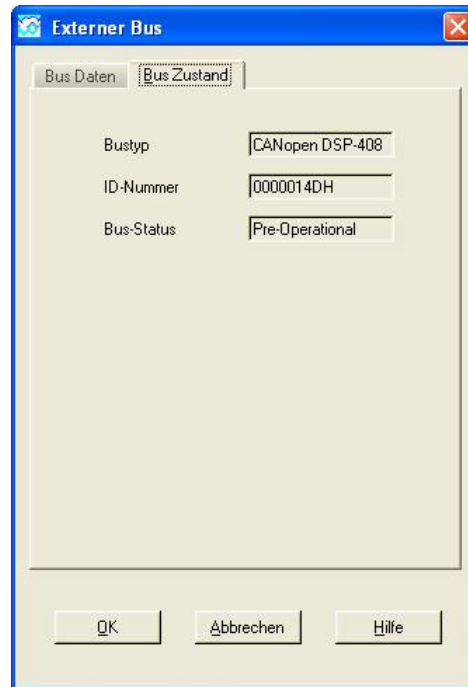 Externer Bus
Bus Daten Bus Zustand
Bustyp CANopen DSP-408
ID-Nummer 0000014DH
Bus-Status Pre-Operational
OK Abbrechen Hilfe